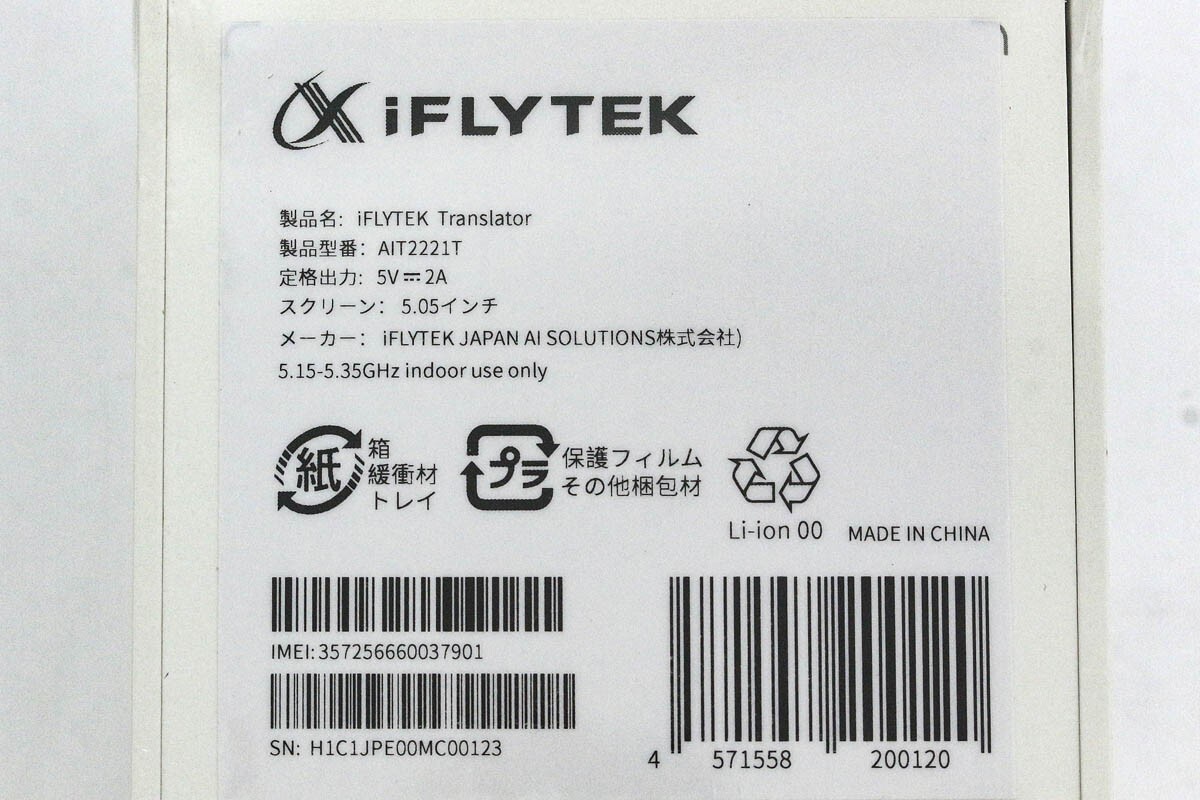 iFLYTEK
製品名: iFLYTEK Translator
製品型番: AIT2221T
定格出力: 5V⎓2A
スクリーン: 5.05インチ
メーカー: iFLYTEK JAPAN AI SOLUTIONS株式会社)
5.15-5.35GHz indoor use only
紙
箱
緩衝材
トレイ
プラ
保護フィルム
その他梱包材
Li-ion 00
MADE IN CHINA
IMEI:357256660037901
SN: H1C1JPE00MC00123
4 571558 200120